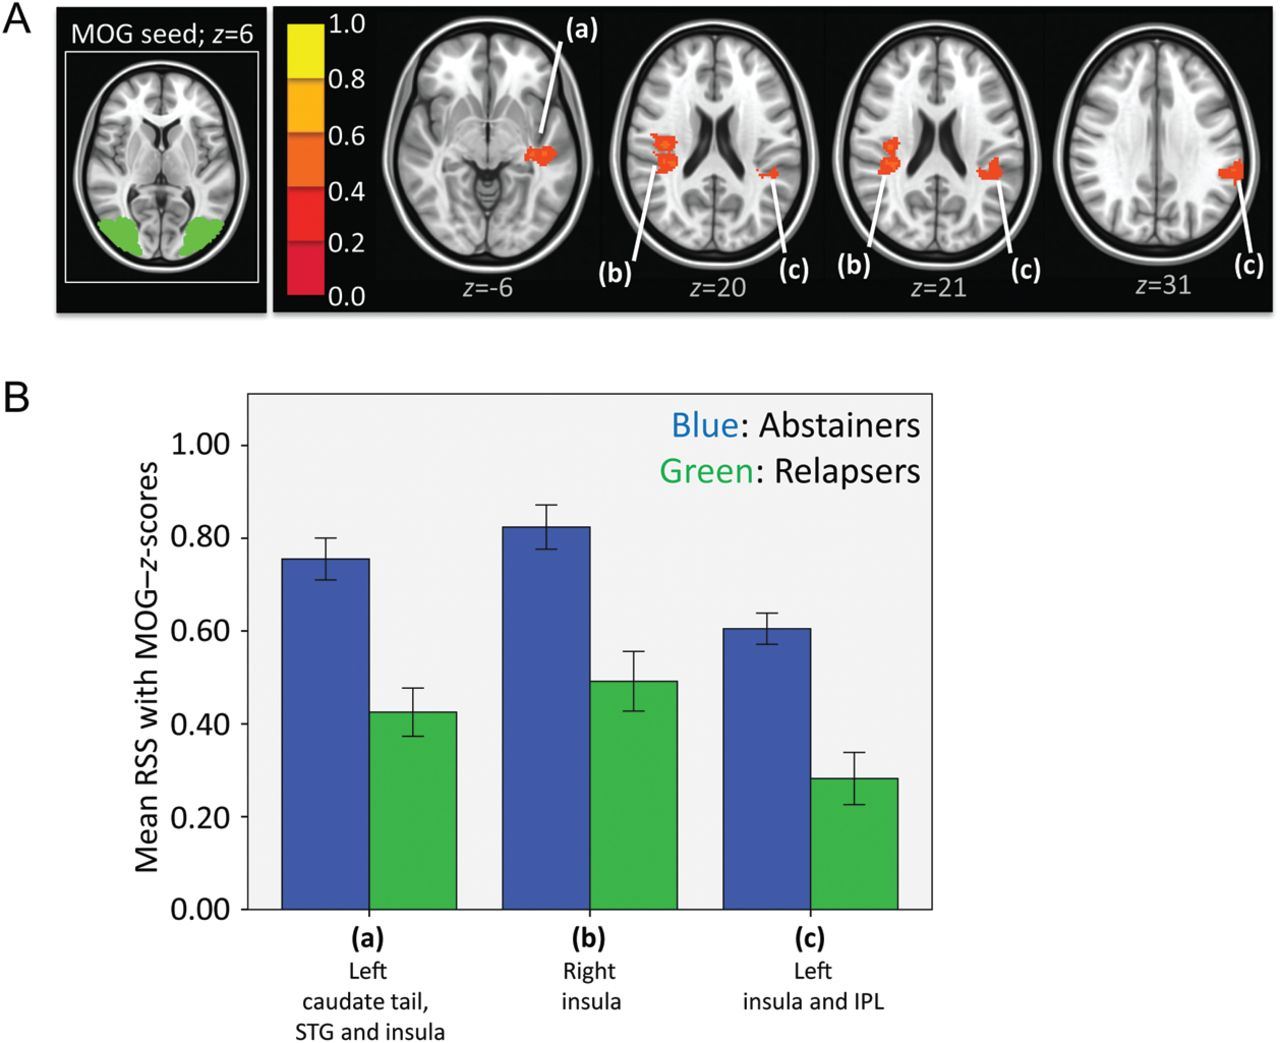 A
MOG seed; z=6
1.0
0.8
0.6
0.4
0.2
0.0
(a)
(b)
(c)
(b)
(c)
(c)
z=-6
z=20
z=21
z=31
B
Blue: Abstainers
Green: Relapsers
Mean RSS with MOG–z-scores
1.00
0.80
0.60
0.40
0.20
0.00
(a)
Left
caudate tail,
STG and insula
(b)
Right
insula
(c)
Left
insula and IPL